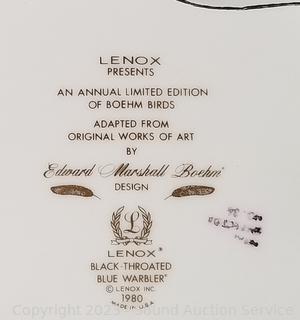 LENOX
PRESENTS
AN ANNUAL LIMITED EDITION
OF BOEHM BIRDS
ADAPTED FROM
ORIGINAL WORKS OF ART
BY
Edward Marshall Boehm®
DESIGN
L
LENOX®
BLACK-THROATED
BLUE WARBLER©
© LENOX INC.
1980
MADE IN U.S.A.